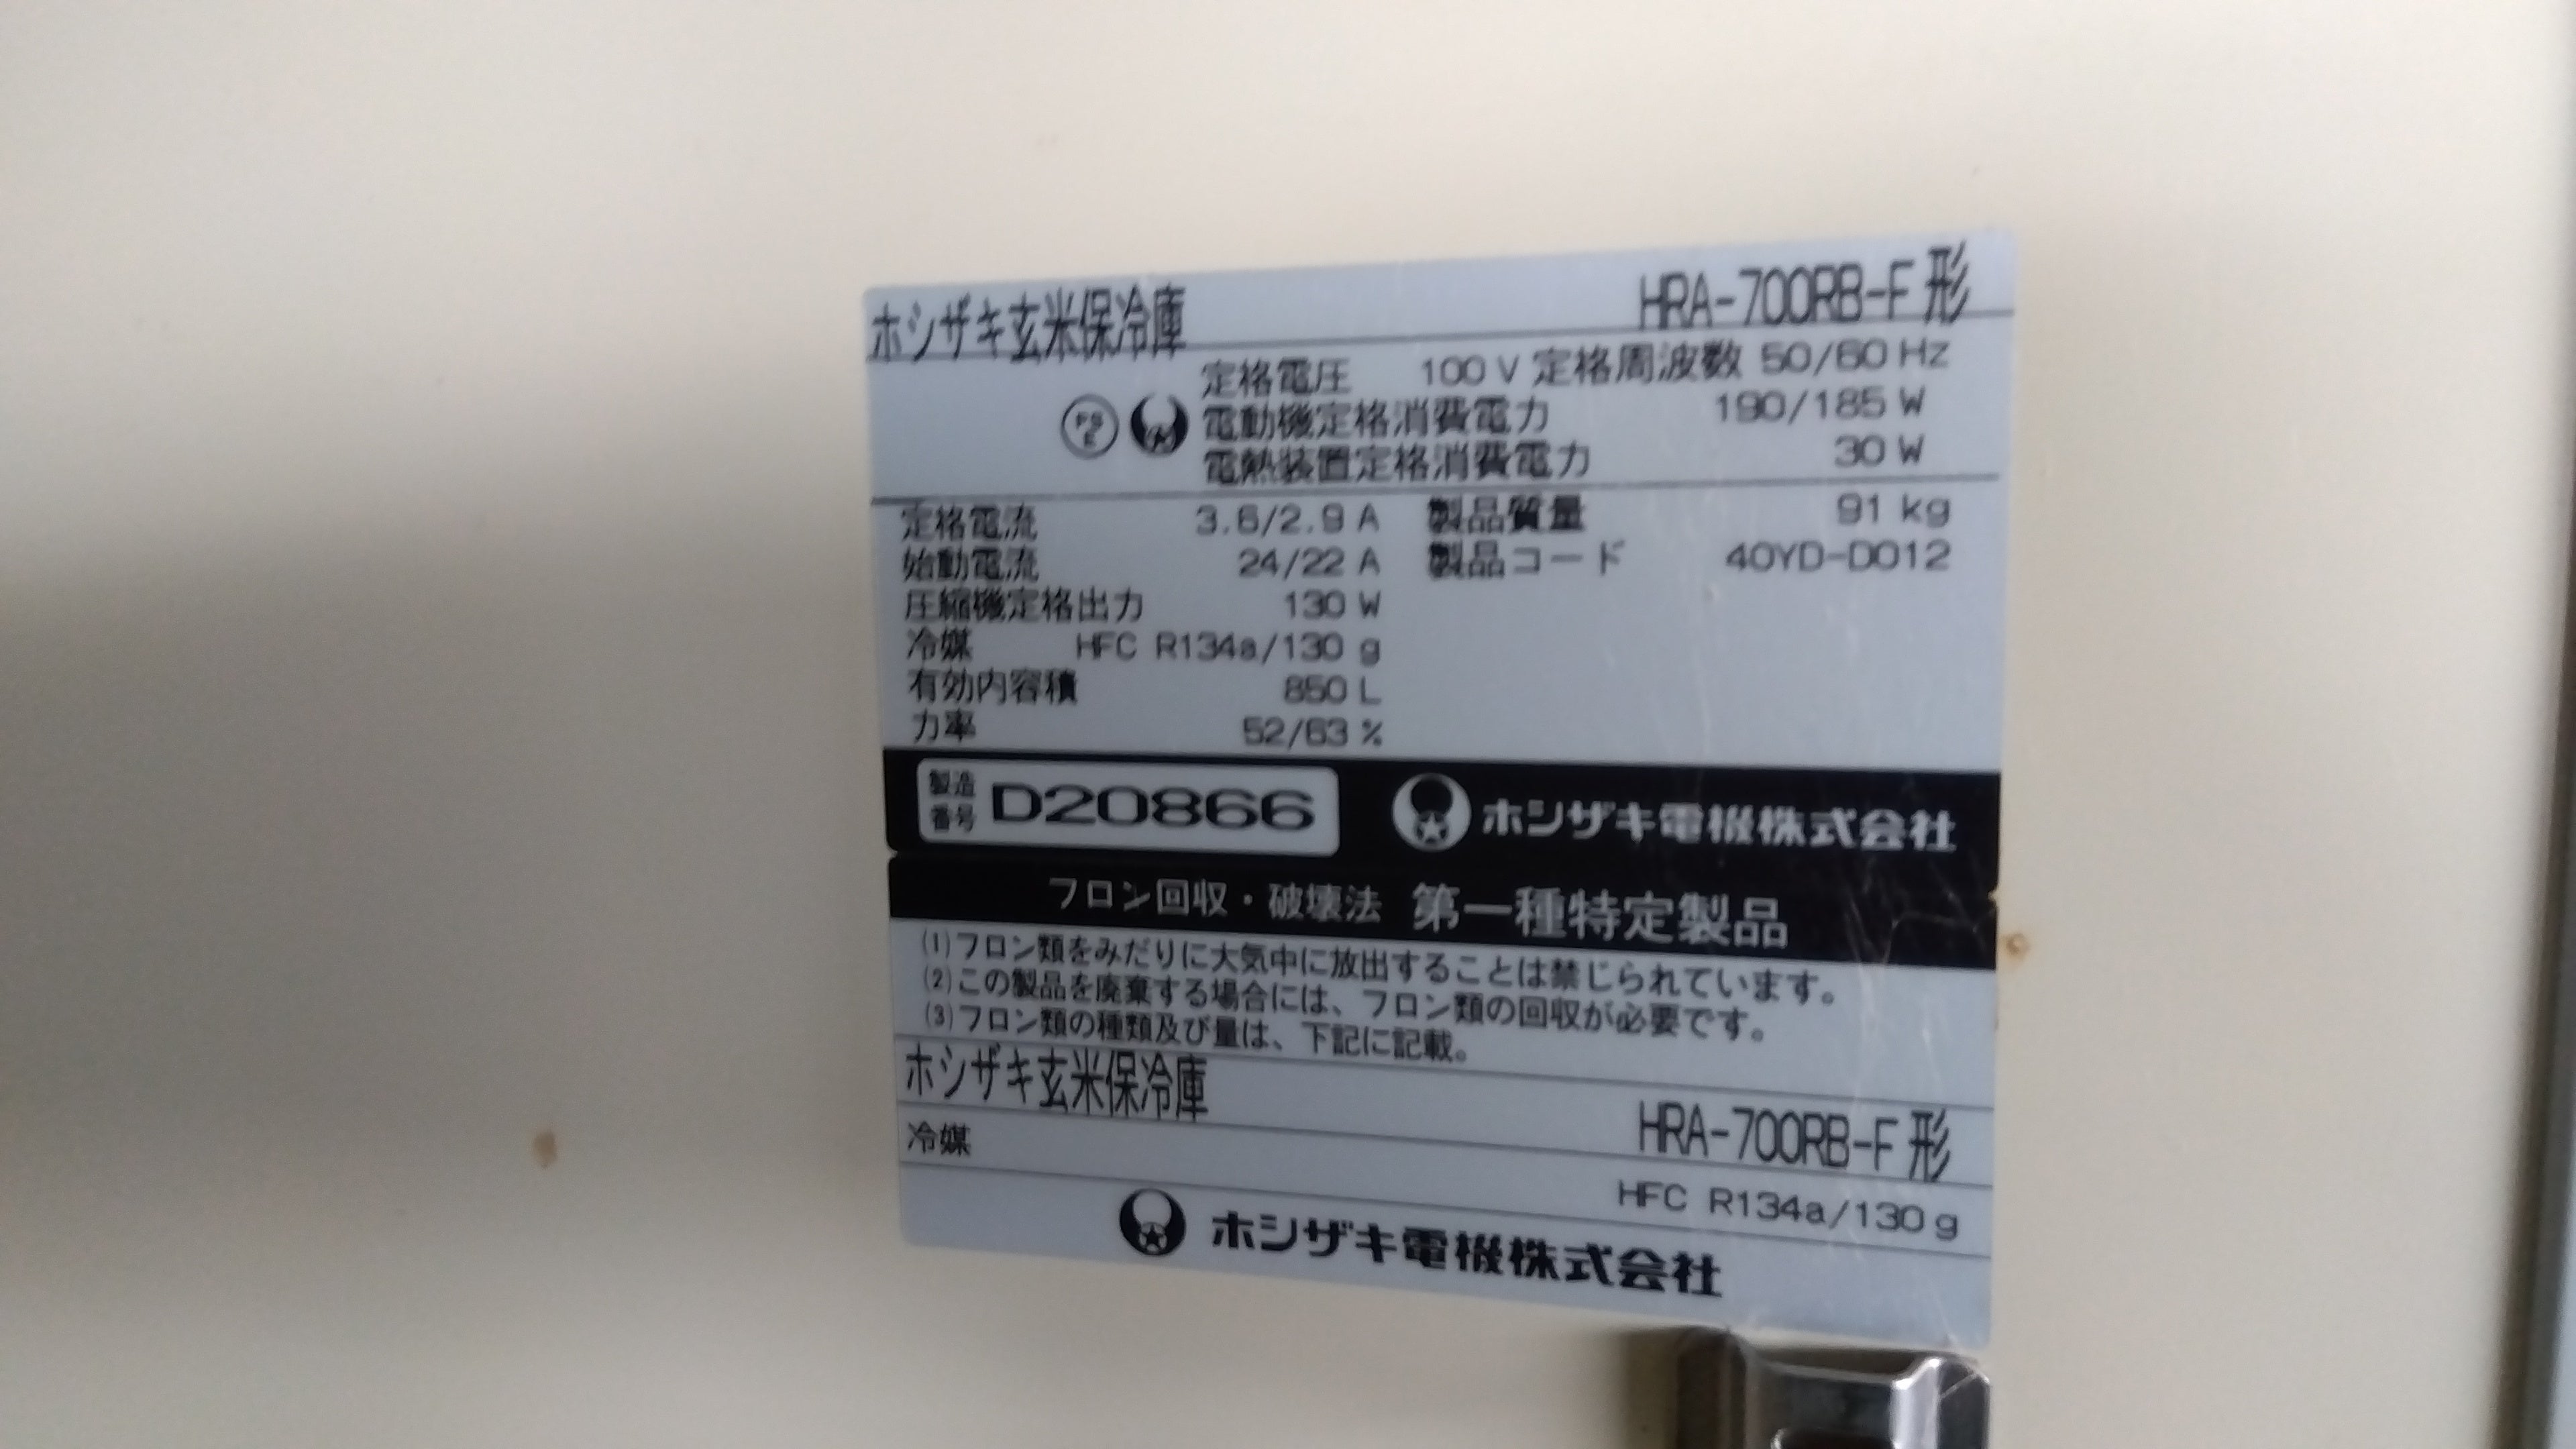 ホシザキ玄米保冷庫 HRA-700RB-F 形
定格電圧 100 V 定格周波数 50/60 Hz
PS E 電動機定格消費電力 190/185 W
電熱装置定格消費電力 30 W
定格電流 3.6/2.9 A 製品質量 91 kg
始動電流 24/22 A 製品コード 40YD-D012
圧縮機定格出力 130 W
冷媒 HFC R134a/130 g
有効内容積 850 L
力率 52/63 %
製造番号 D20866 ホシザキ電機株式会社
フロン回収・破壊法 第一種特定製品
(1)フロン類をみだりに大気中に放出することは禁じられています。
(2)この製品を廃棄する場合には、フロン類の回収が必要です。
(3)フロン類の種類及び量は、下記に記載。
ホシザキ玄米保冷庫 HRA-700RB-F 形
冷媒 HFC R134a/130 g
ホシザキ電機株式会社